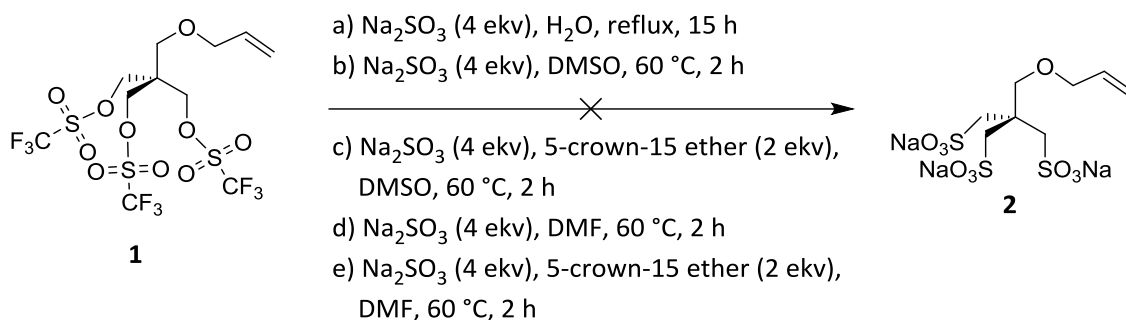 a) Na₂SO₃ (4 ekv), H₂O, reflux, 15 h
b) Na₂SO₃ (4 ekv), DMSO, 60 °C, 2 h
c) Na₂SO₃ (4 ekv), 5-crown-15 ether (2 ekv),
DMSO, 60 °C, 2 h
d) Na₂SO₃ (4 ekv), DMF, 60 °C, 2 h
e) Na₂SO₃ (4 ekv), 5-crown-15 ether (2 ekv),
DMF, 60 °C, 2 h
O
O
O
S
O
F₃C
O
O
S
O
CF₃
O
O
S
O
CF₃
1
O
NaO₃S
NaO₃S
SO₃Na
2